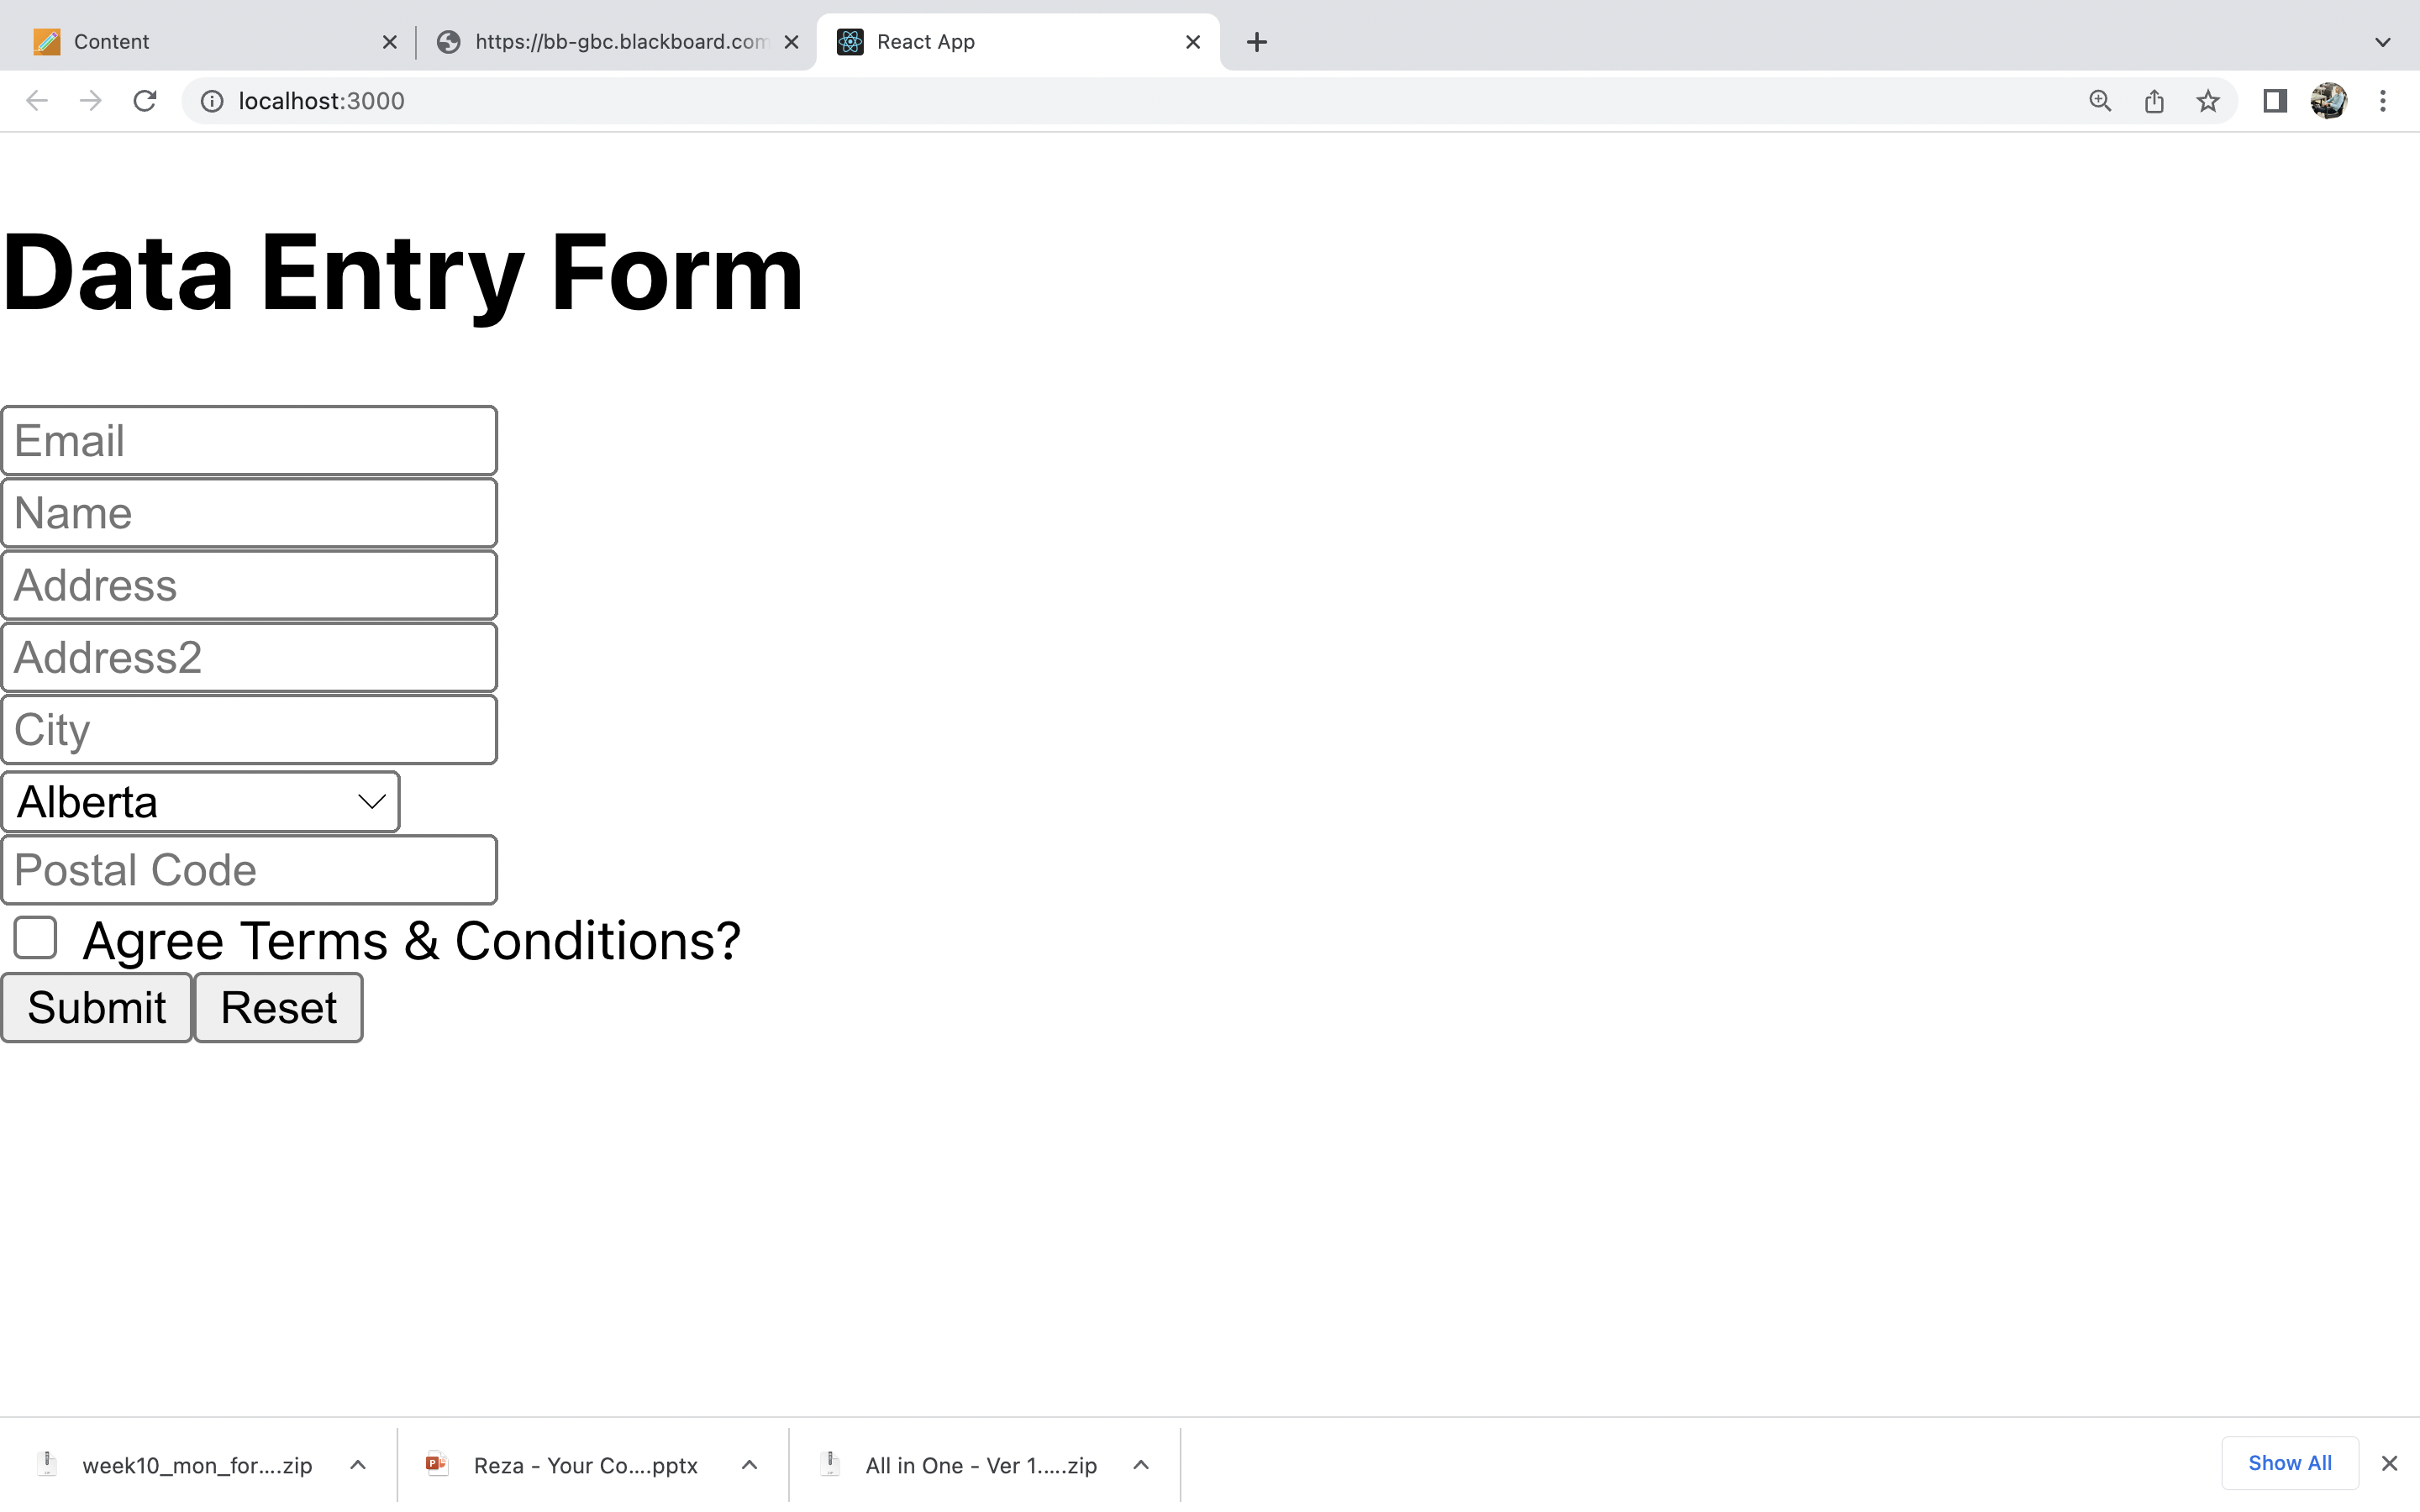 Content
https://bb-gbc.blackboard.com
React App
localhost:3000
Data Entry Form
Email
Name
Address
Address2
City
Alberta
Postal Code
Agree Terms & Conditions?
Submit Reset
week10_mon_for....zip
Reza - Your Co....pptx
All in One - Ver 1.....zip
Show All